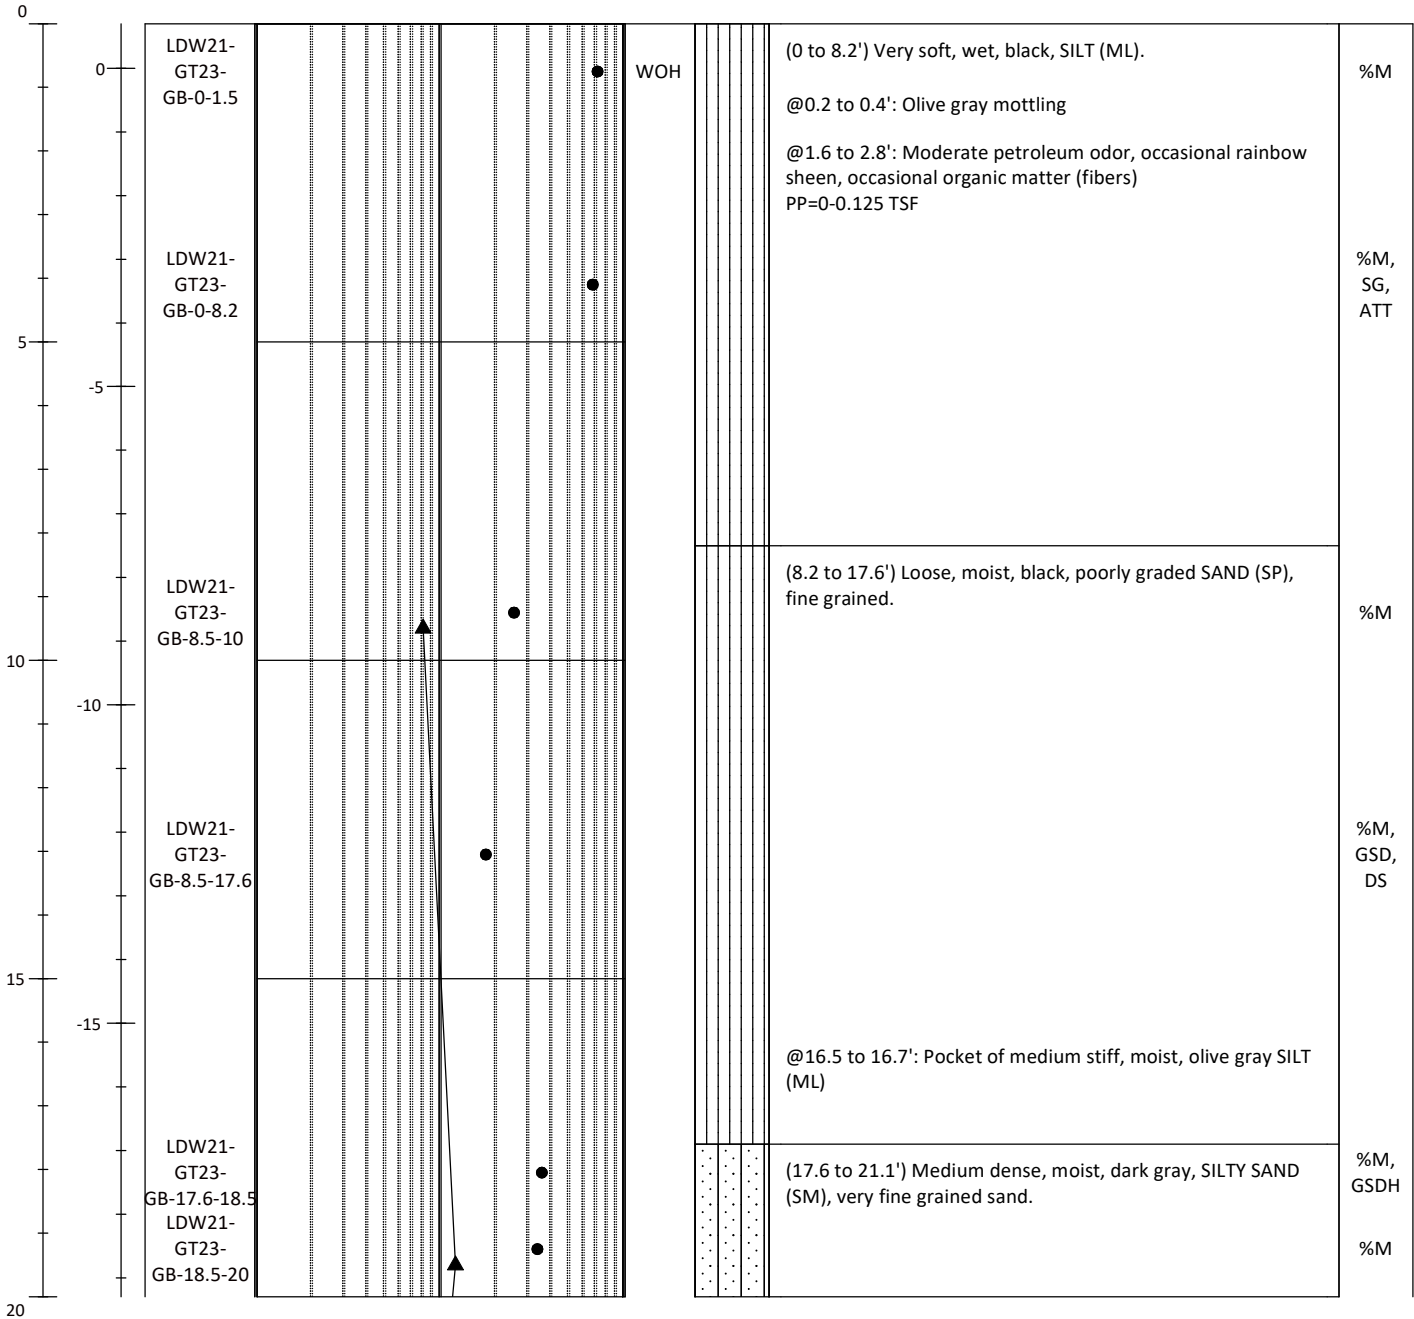 0
LDW21-
GT23-
GB-0-1.5
0
WOH
(0 to 8.2') Very soft, wet, black, SILT (ML).
%M
@0.2 to 0.4': Olive gray mottling
@1.6 to 2.8': Moderate petroleum odor, occasional rainbow
sheen, occasional organic matter (fibers)
PP=0-0.125 TSF
LDW21-
GT23-
GB-0-8.2
%M,
SG,
ATT
5
-5
LDW21-
GT23-
GB-8.5-10
(8.2 to 17.6') Loose, moist, black, poorly graded SAND (SP),
fine grained.
%M
10
-10
LDW21-
GT23-
GB-8.5-17.6
%M,
GSD,
DS
15
-15
@16.5 to 16.7': Pocket of medium stiff, moist, olive gray SILT
(ML)
LDW21-
GT23-
GB-17.6-18.5
(17.6 to 21.1') Medium dense, moist, dark gray, SILTY SAND
(SM), very fine grained sand.
%M,
GSDH
LDW21-
GT23-
GB-18.5-20
%M
20